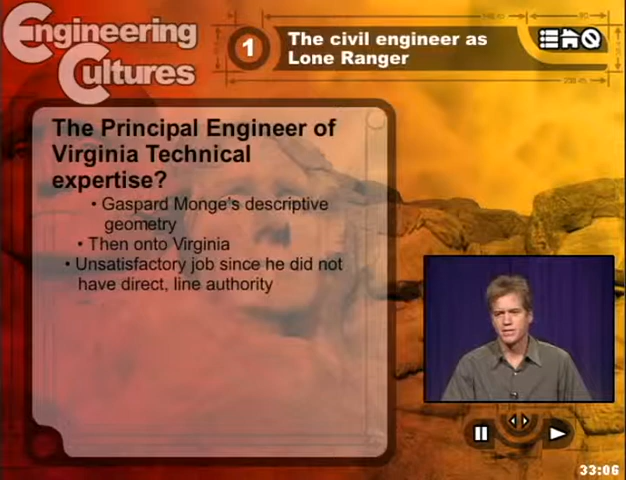 Engineering
Cultures
1
The civil engineer as
Lone Ranger
The Principal Engineer of
Virginia Technical
expertise?
• Gaspard Monge's descriptive
geometry
• Then onto Virginia
• Unsatisfactory job since he did not
have direct, line authority
33:06